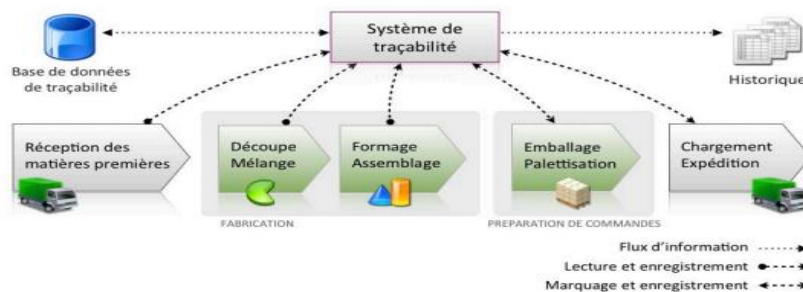 Système de
traçabilité
Base de données
de traçabilité
Historique
Réception des
matières premières
Découpe
Mélange
Formage
Assemblage
Emballage
Palettisation
Chargement
Expédition
FABRICATION
PREPARATION DE COMMANDES
Flux d'information
Lecture et enregistrement
Marquage et enregistrement